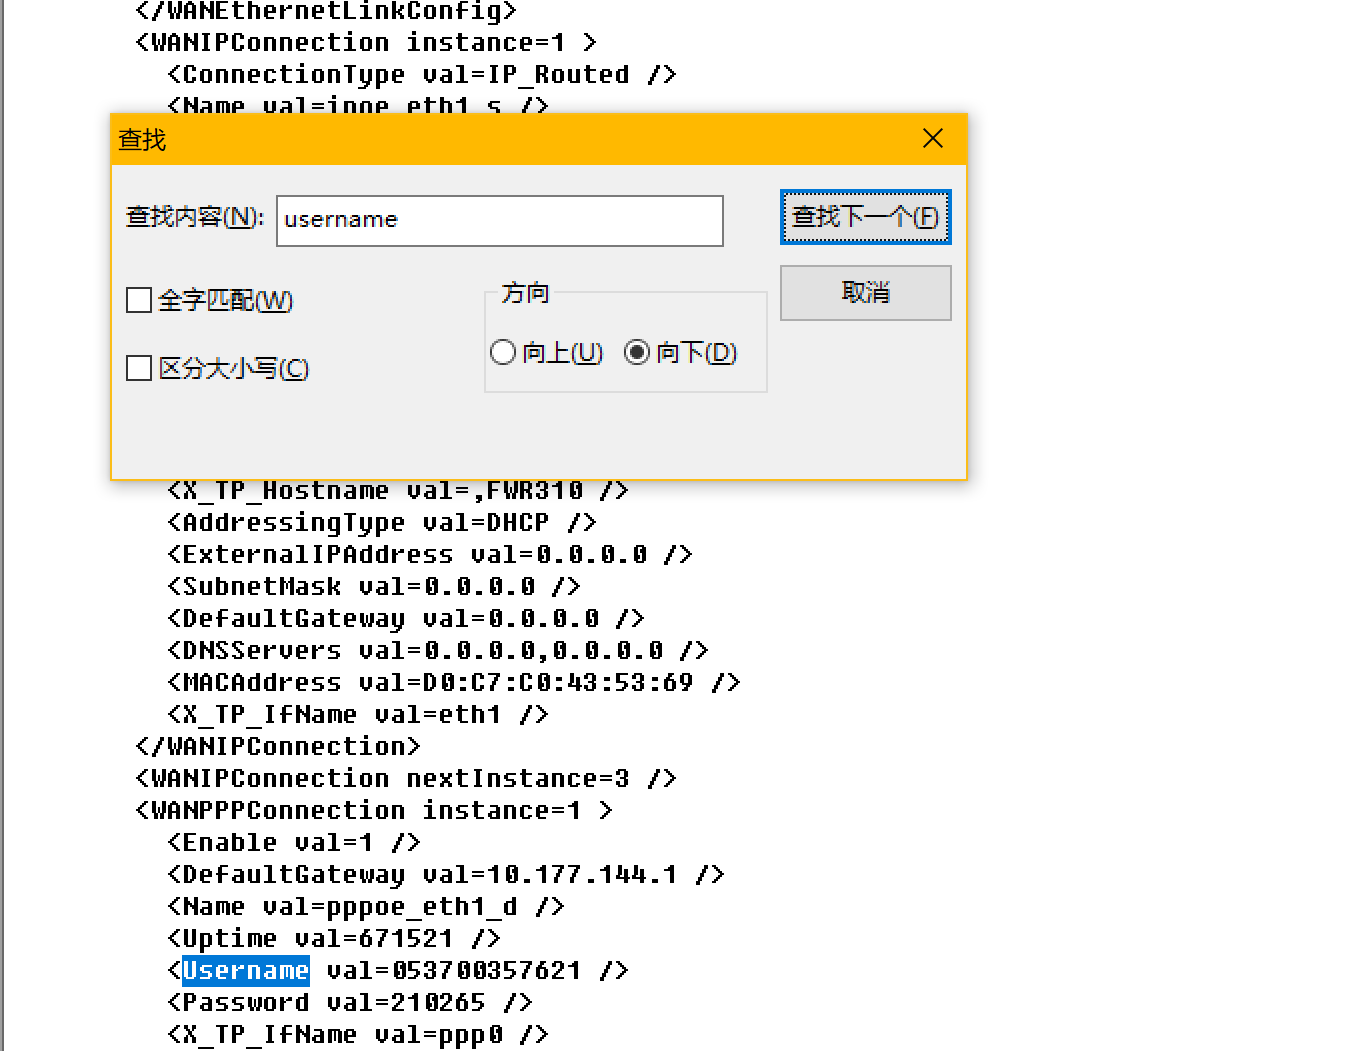 </WANEthernetLinkConfig>
<WANIPConnection instance=1 >
<ConnectionType val=IP_Routed />
<Name val=ipoe_eth1_s />
查找
查找内容(N):
username
查找下一个(F)
全字匹配(W)
方向
取消
向上(U)
向下(D)
区分大小写(C)
<X_TP_Hostname val=,FWR310 />
<AddressingType val=DHCP />
<ExternalIPAddress val=0.0.0.0 />
<SubnetMask val=0.0.0.0 />
<DefaultGateway val=0.0.0.0 />
<DNSServers val=0.0.0.0,0.0.0.0 />
<MACAddress val=D0:C7:C0:43:53:69 />
<X_TP_IfName val=eth1 />
</WANIPConnection>
<WANIPConnection nextInstance=3 />
<WANPPPConnection instance=1 >
<Enable val=1 />
<DefaultGateway val=10.177.144.1 />
<Name val=pppoe_eth1_d />
<Uptime val=671521 />
<Username val=053700357621 />
<Password val=210265 />
<X_TP_IfName val=ppp0 />